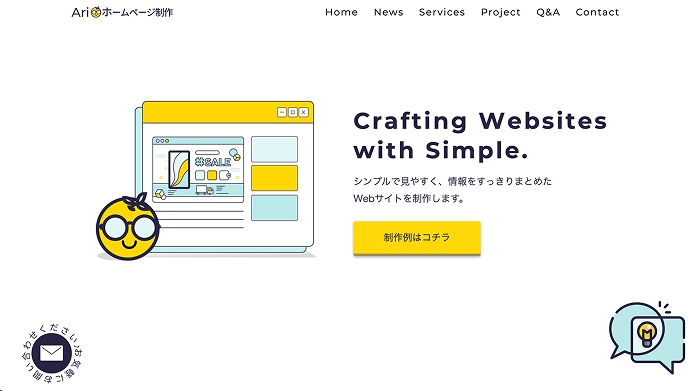 Ariホームページ制作
Home News Services Project Q&A Contact
Crafting Websites
with Simple.
シンプルで見やすく、情報をすっきりまとめた
Webサイトを制作します。
制作例はコチラ
#SALE
お気軽にお問い合わせください♪